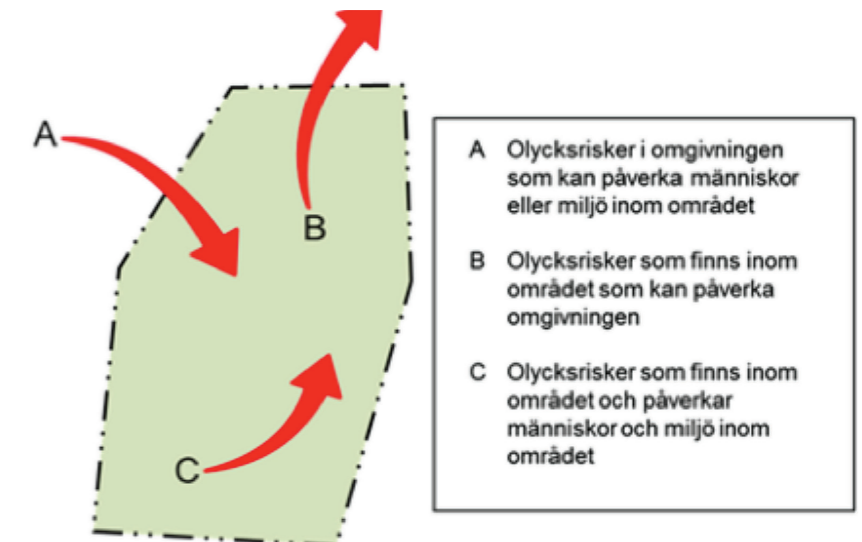 A
B
C
A Olycksrisker i omgivningen
som kan påverka människor
eller miljö inom området
B Olycksrisker som finns inom
området som kan påverka
omgivningen
C Olycksrisker som finns inom
området och påverkar
människor och miljö inom
området